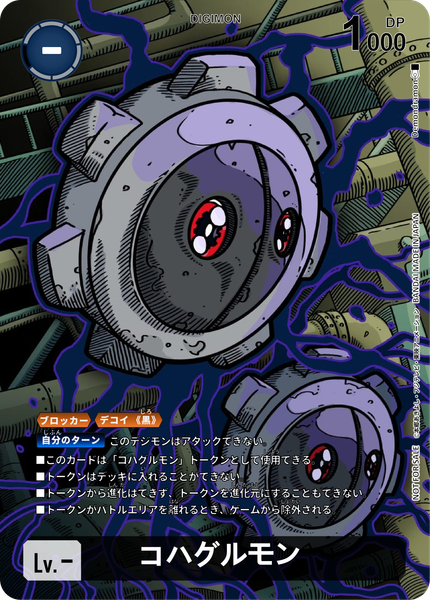 DIGIMON
-
DP
1000
Demondramon@■
ブロッカー デコイ《黒》
自分のターン このデジモンはアタックできない。
■このカードは「コハグルモン」トークンとして使用できる
■トークンはデッキに入れることができない
■トークンから進化はできず、トークンを進化元にすることもできない
■トークンがバトルエリアを離れるとき、ゲームから除外される
NOT FOR SALE
BANDAI MADE IN JAPAN
Lv.-
コハグルモン